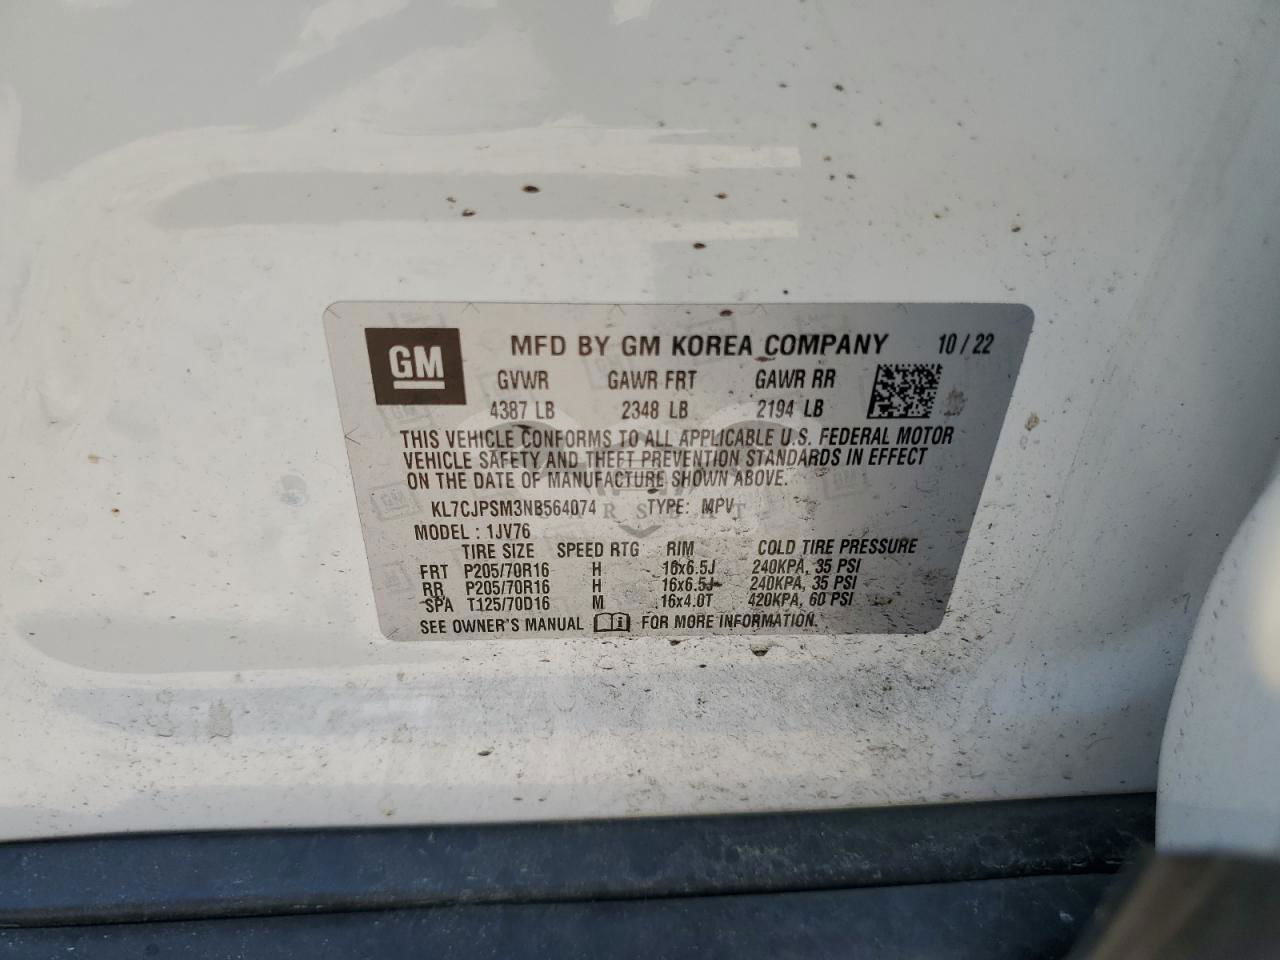 GM MFD BY GM KOREA COMPANY 10/22
GVWR GAWR FRT GAWR RR
4387 LB 2348 LB 2194 LB
THIS VEHICLE CONFORMS TO ALL APPLICABLE U.S. FEDERAL MOTOR
VEHICLE SAFETY AND THEFT PREVENTION STANDARDS IN EFFECT
ON THE DATE OF MANUFACTURE SHOWN ABOVE.
KL7CJPSM3NB564074 TYPE: MPV
MODEL: 1JV76
TIRE SIZE SPEED RTG RIM COLD TIRE PRESSURE
FRT P205/70R16 H 16x6.5J 240KPA, 35 PSI
RR P205/70R16 H 16x6.5J 240KPA, 35 PSI
SPA T125/70D16 M 16x4.0T 420KPA, 60 PSI
SEE OWNER'S MANUAL FOR MORE INFORMATION.